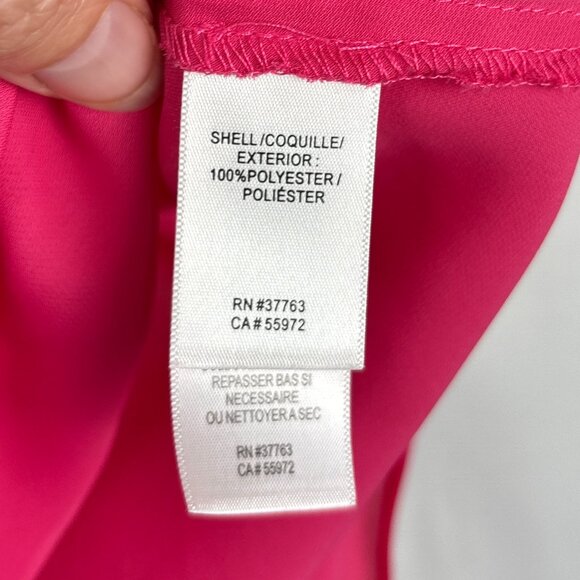 SHELL/COQUILLE/
EXTERIOR:
100%POLYESTER/
POLIÉSTER
RN #37763
CA# 55972
REPASSER BAS SI
NECESSAIRE
OU NETTOYER A SEC
RN #37763
CA# 55972